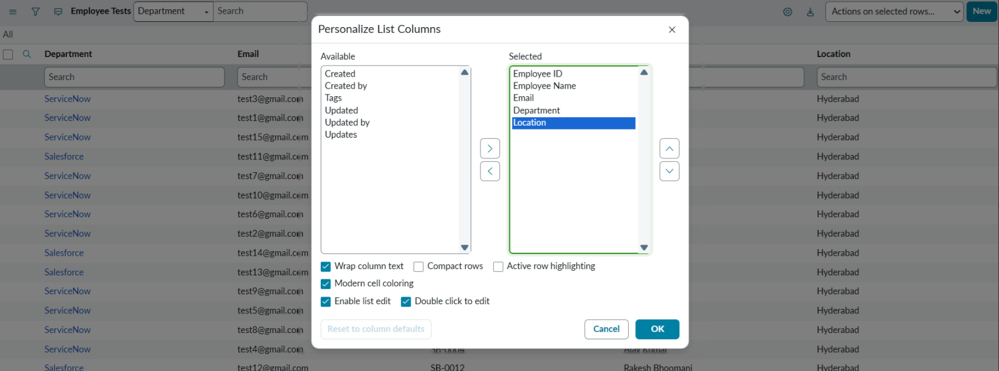 Employee Tests Department Search Actions on selected rows... New
All
Department Email Location
Search Search Search
Personalize List Columns
Available Selected
Created Employee ID
Created by Employee Name
Tags Email
Updated Department
Updated by Location
Updates
Wrap column text Compact rows Active row highlighting
Modern cell coloring
Enable list edit Double click to edit
Reset to column defaults Cancel OK
ServiceNow test3@gmail.com Hyderabad
ServiceNow test1@gmail.com Hyderabad
ServiceNow test15@gmail.com Hyderabad
Salesforce test11@gmail.com Hyderabad
ServiceNow test7@gmail.com Hyderabad
ServiceNow test10@gmail.com Hyderabad
ServiceNow test6@gmail.com Hyderabad
ServiceNow test2@gmail.com Hyderabad
Salesforce test14@gmail.com Hyderabad
Salesforce test13@gmail.com Hyderabad
ServiceNow test9@gmail.com Hyderabad
ServiceNow test5@gmail.com Hyderabad
ServiceNow test8@gmail.com Hyderabad
ServiceNow test4@gmail.com SB-0004 Ajay Kumar Hyderabad
Salesforce test12@gmail.com SB-0012 Rakesh Bhoomani Hyderabad